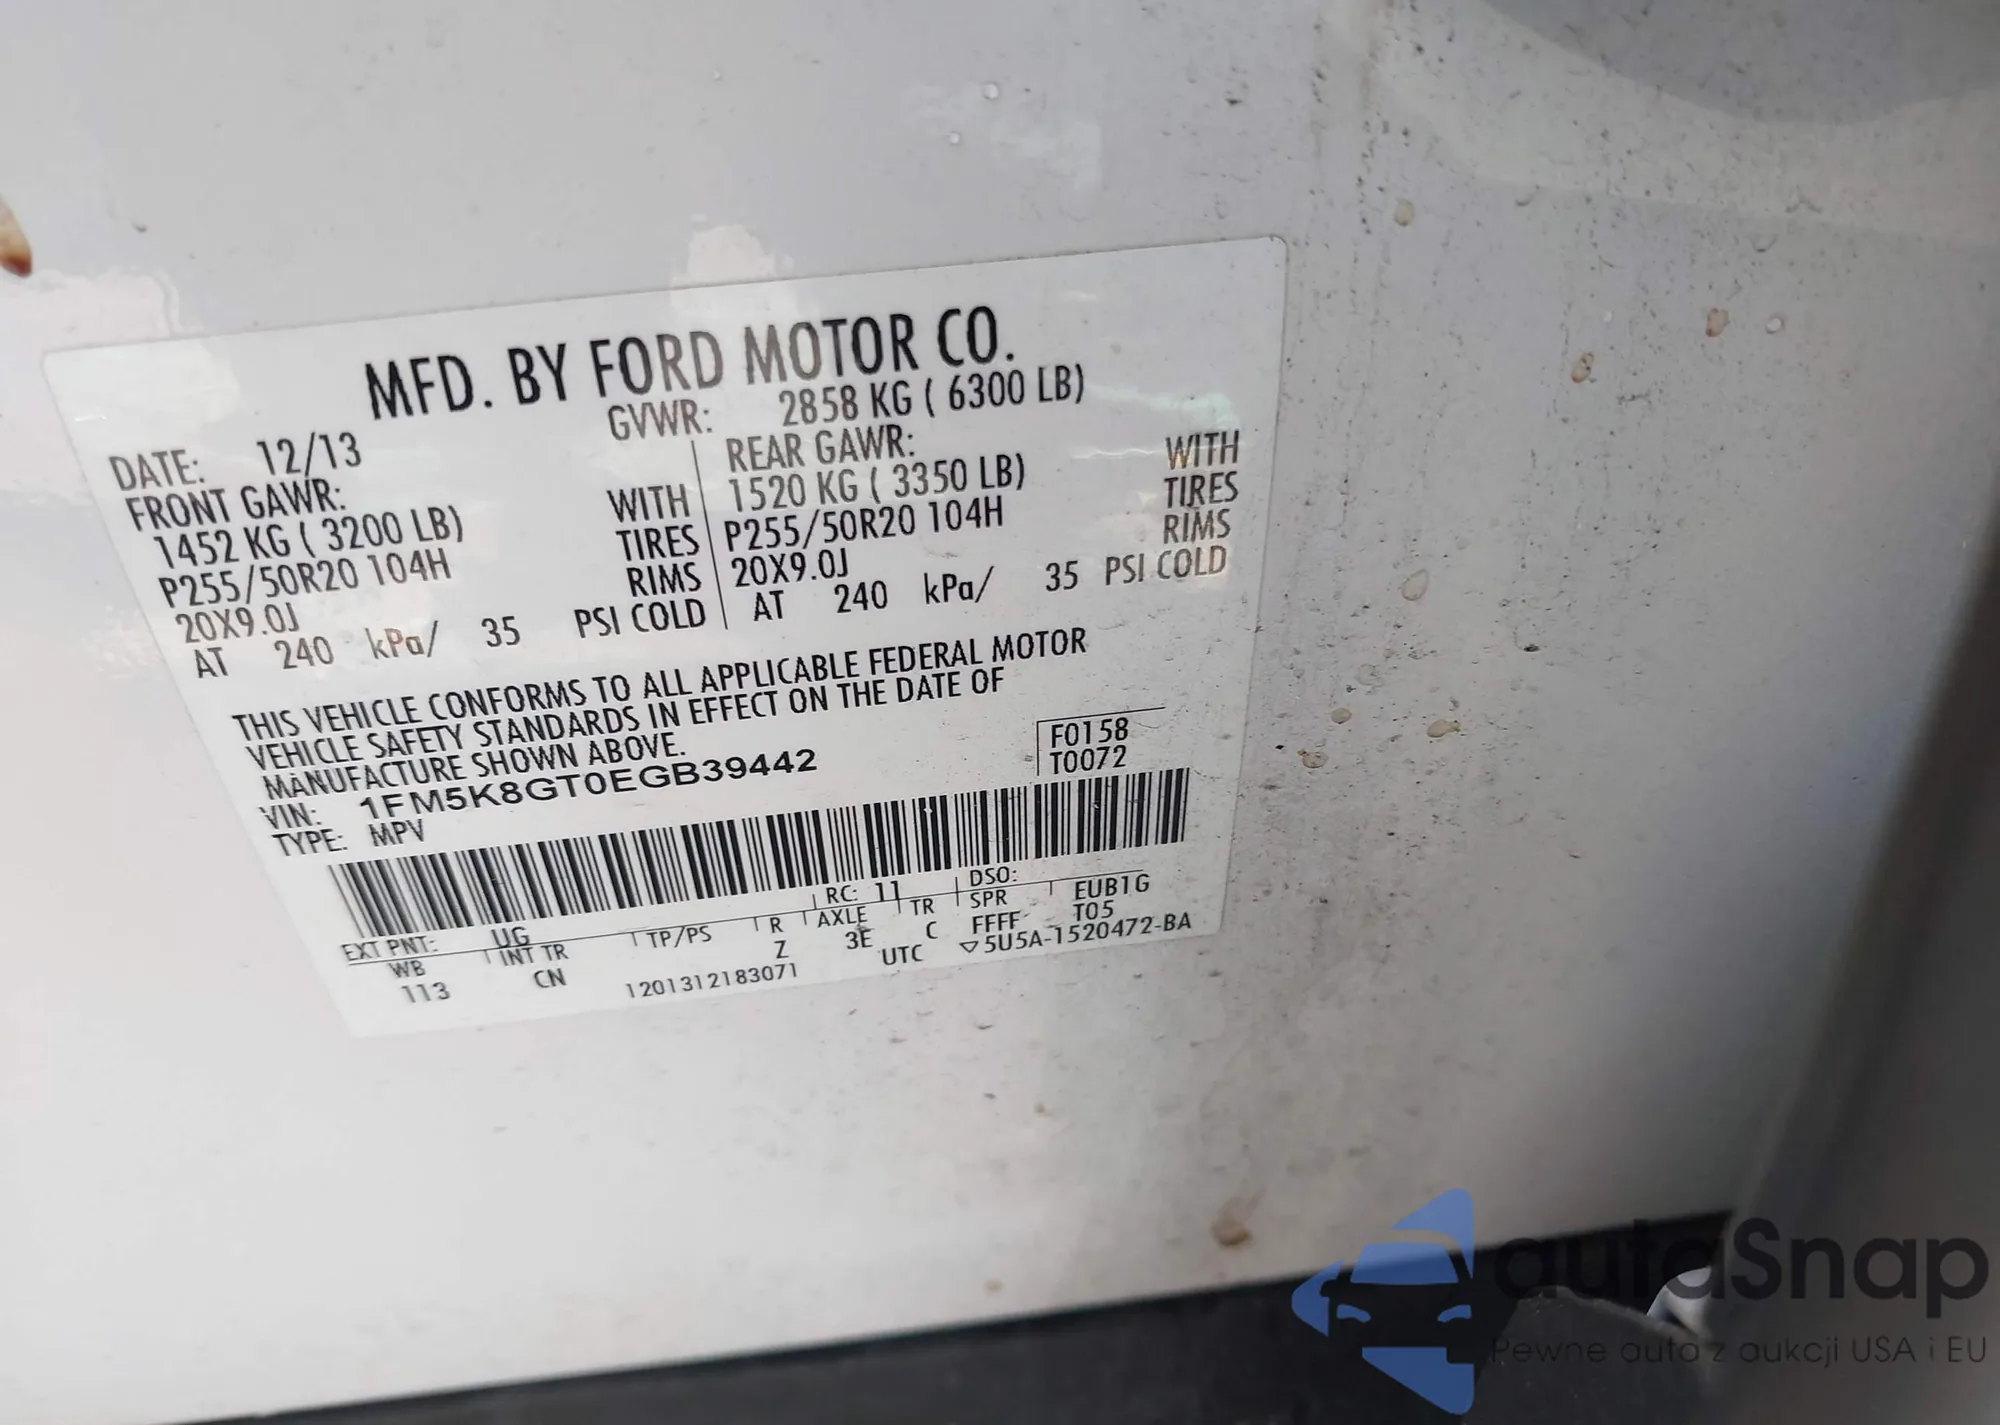 MFD. BY FORD MOTOR CO.
DATE: 12/13 GVWR: 2858 KG ( 6300 LB)
FRONT GAWR: REAR GAWR:
1452 KG ( 3200 LB) WITH 1520 KG ( 3350 LB) WITH
P255/50R20 104H TIRES P255/50R20 104H TIRES
20X9.0J RIMS 20X9.0J RIMS
AT 240 kPa/ 35 PSI COLD AT 240 kPa/ 35 PSI COLD
THIS VEHICLE CONFORMS TO ALL APPLICABLE FEDERAL MOTOR
VEHICLE SAFETY STANDARDS IN EFFECT ON THE DATE OF
MANUFACTURE SHOWN ABOVE.
VIN: 1FM5K8GT0EGB39442 F0158
TYPE: MPV T0072
EXT PNT: UG RC: 11 DSO:
WB INT TR TP/PS R AXLE TR SPR EUB1G
113 CN Z 3E C FFFF T05
1201312183071 UTC ▽5U5A-1520472-BA
autaSnap
Pewne auta z aukcji USA i EU